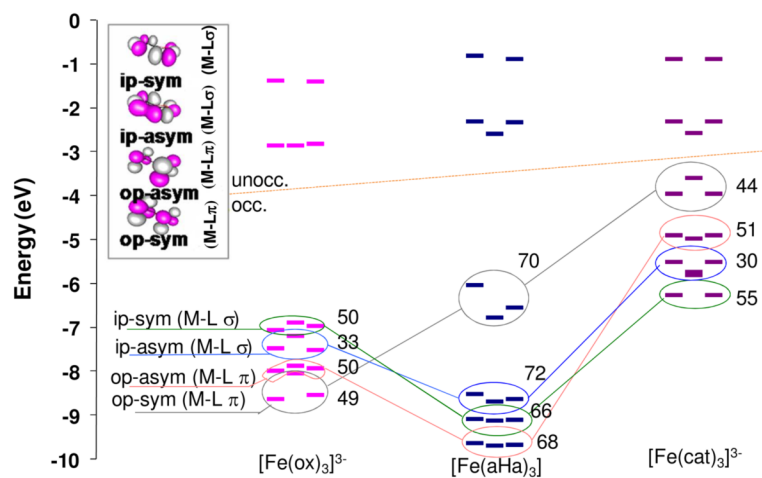 0
-1
-2
-3
-4
-5
-6
-7
-8
-9
-10
Energy (eV)
ip-sym
(M-Lσ)
ip-asym
(M-Lσ)
op-asym
(M-Lπ)
op-sym
(M-Lπ)
unocc.
occ.
ip-sym (M-L σ)
ip-asym (M-L σ)
op-asym (M-L π)
op-sym (M-L π)
50
33
50
49
70
72
66
68
44
51
30
55
[Fe(ox)₃]³⁻
[Fe(aHa)₃]
[Fe(cat)₃]³⁻